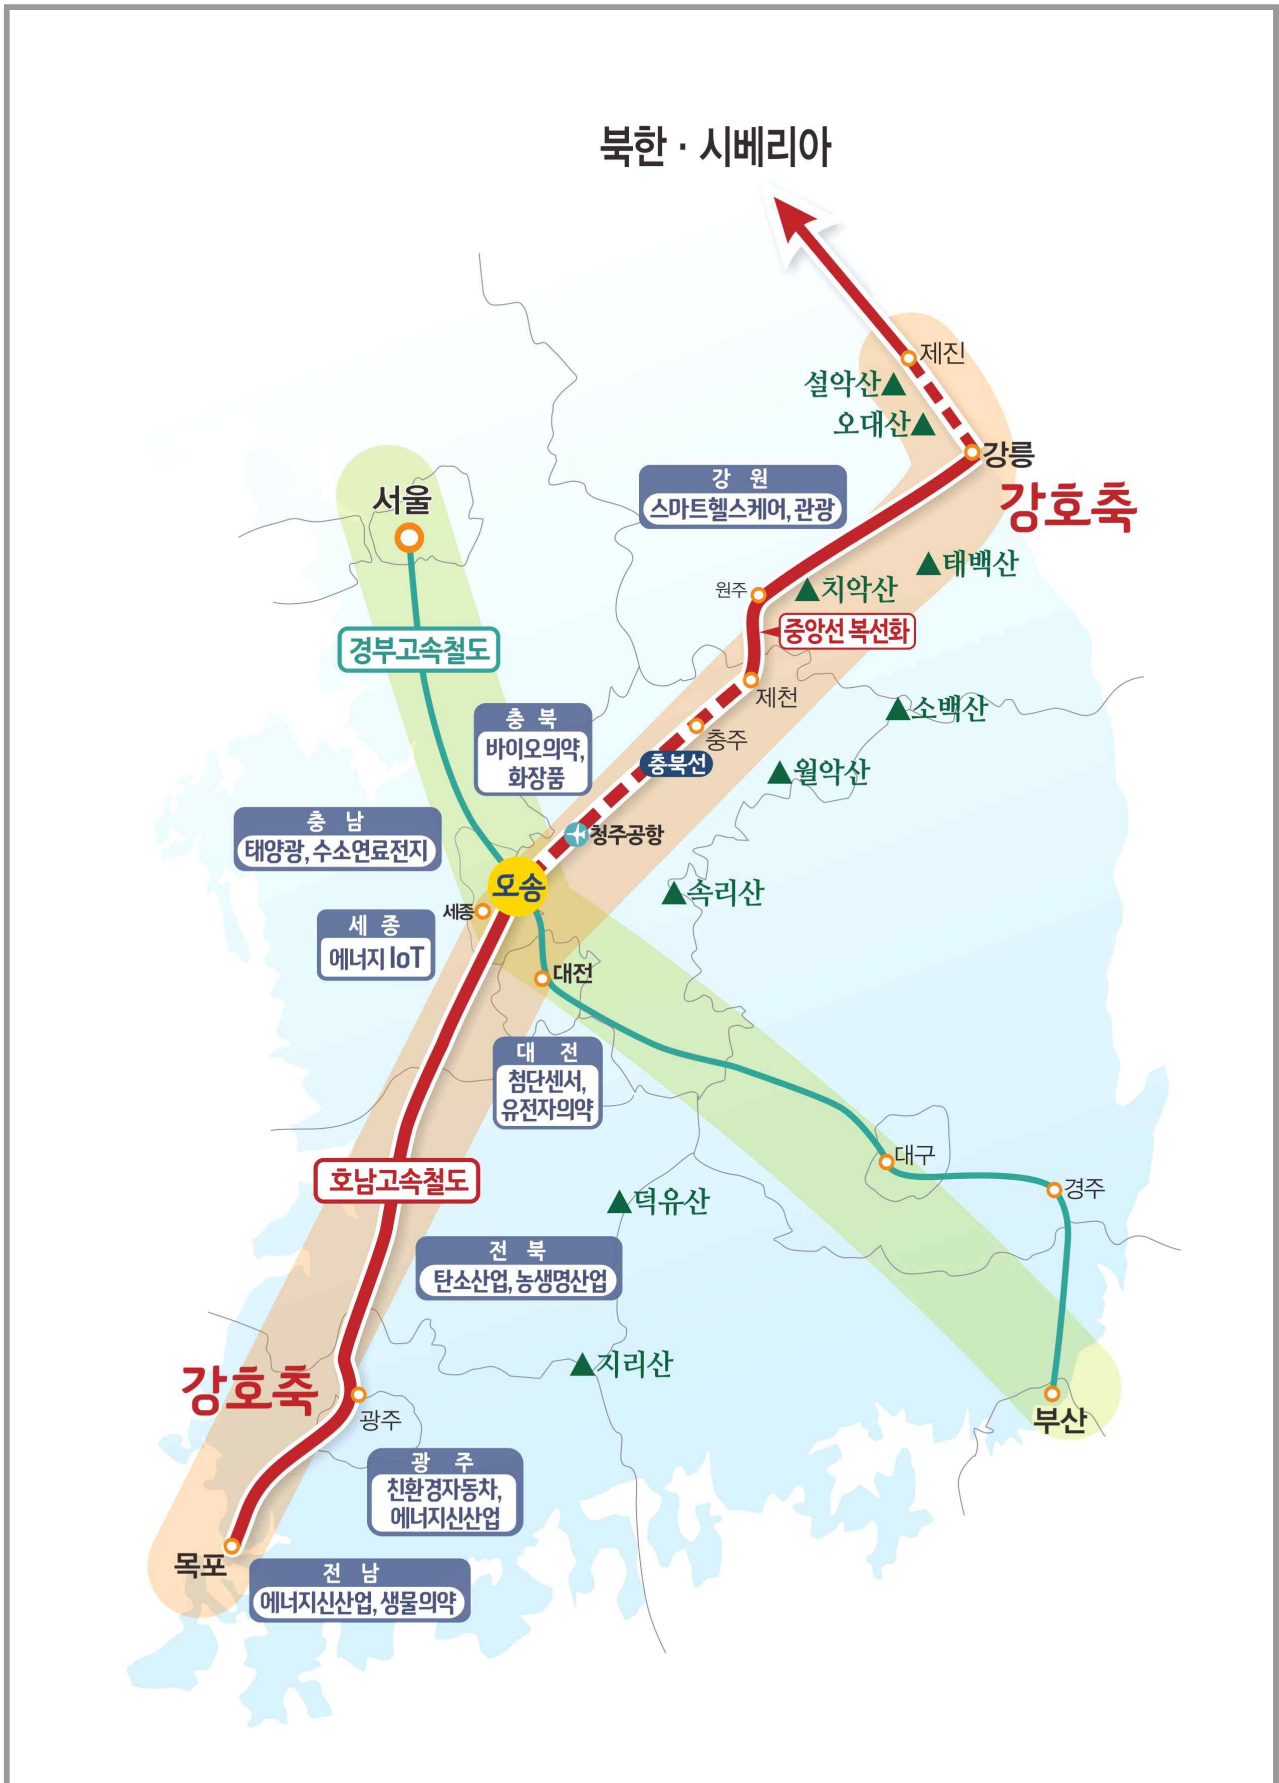 북한 · 시베리아
제진
설악산
오대산
강릉
강호축
강 원
스마트헬스케어, 관광
서울
태백산
치악산
원주
중앙선 복선화
경부고속철도
제천
소백산
충 북
바이오의약,
화장품
충주
충북선
월악산
충 남
태양광, 수소연료전지
청주공항
오송
속리산
세종
세 종
에너지 IoT
대전
대 전
첨단센서,
유전자의약
대구
호남고속철도
경주
덕유산
전 북
탄소산업, 농생명산업
지리산
강호축
광주
부산
광 주
친환경자동차,
에너지신산업
목포
전 남
에너지신산업, 생물의약